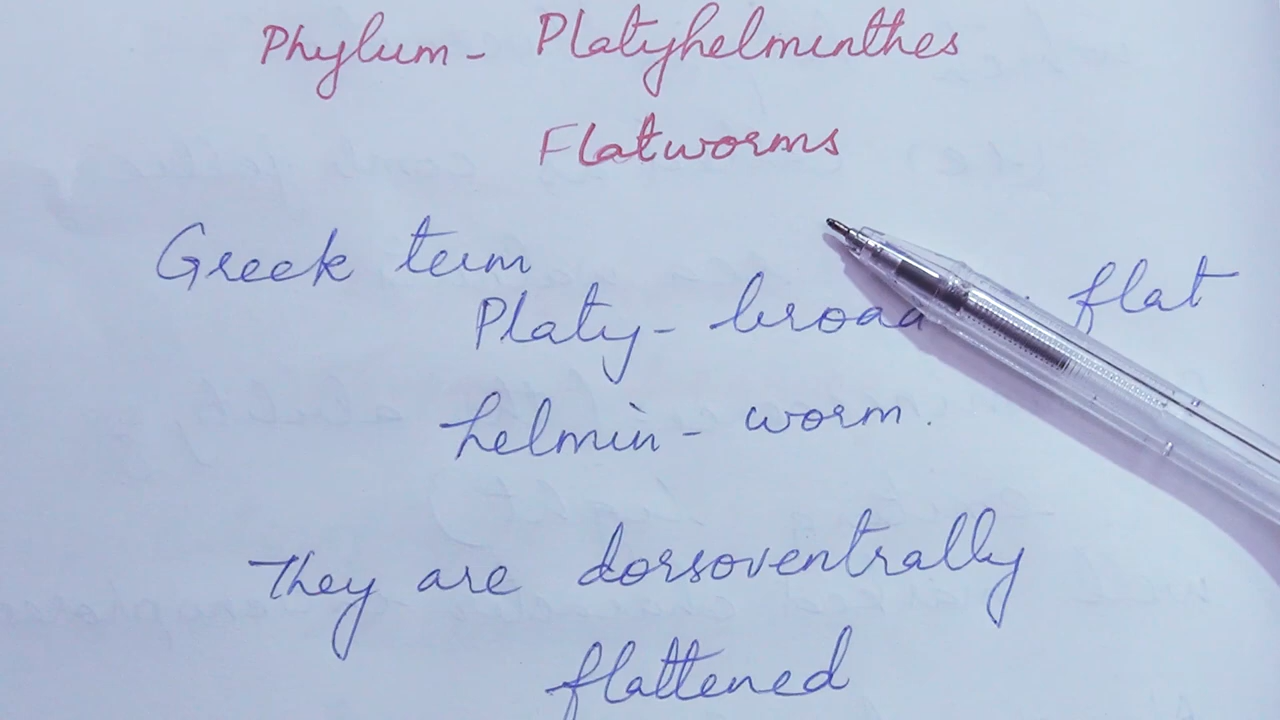 Phylum - Platyhelminthes
Flatworms
Greek term
Platy - broad flat
helmin - worm.
They are dorsoventrally
flattened